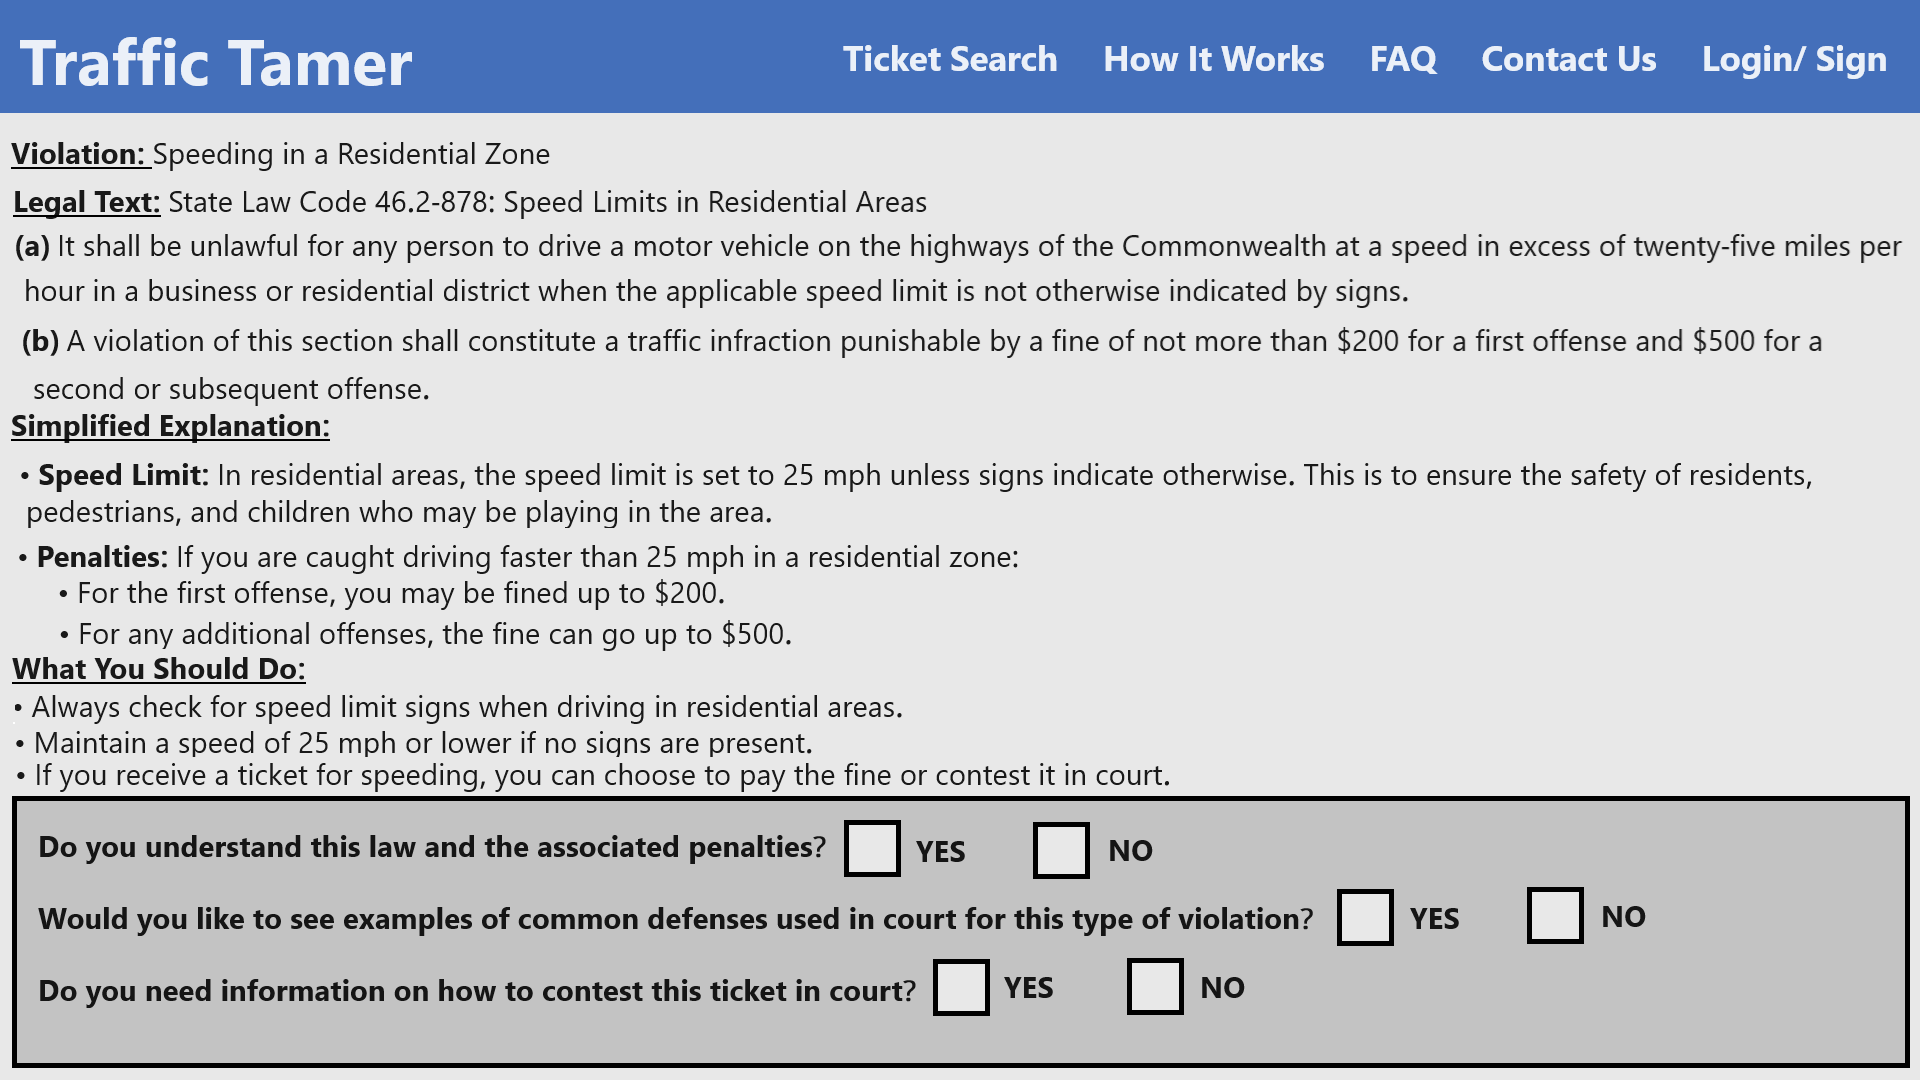 Traffic Tamer
Ticket Search How It Works FAQ Contact Us Login/ Sign
Violation: Speeding in a Residential Zone
Legal Text: State Law Code 46.2-878: Speed Limits in Residential Areas
(a) It shall be unlawful for any person to drive a motor vehicle on the highways of the Commonwealth at a speed in excess of twenty-five miles per
hour in a business or residential district when the applicable speed limit is not otherwise indicated by signs.
(b) A violation of this section shall constitute a traffic infraction punishable by a fine of not more than $200 for a first offense and $500 for a
second or subsequent offense.
Simplified Explanation:
• Speed Limit: In residential areas, the speed limit is set to 25 mph unless signs indicate otherwise. This is to ensure the safety of residents,
pedestrians, and children who may be playing in the area.
• Penalties: If you are caught driving faster than 25 mph in a residential zone:
• For the first offense, you may be fined up to $200.
• For any additional offenses, the fine can go up to $500.
What You Should Do:
• Always check for speed limit signs when driving in residential areas.
• Maintain a speed of 25 mph or lower if no signs are present.
• If you receive a ticket for speeding, you can choose to pay the fine or contest it in court.
Do you understand this law and the associated penalties? YES NO
Would you like to see examples of common defenses used in court for this type of violation? YES NO
Do you need information on how to contest this ticket in court? YES NO